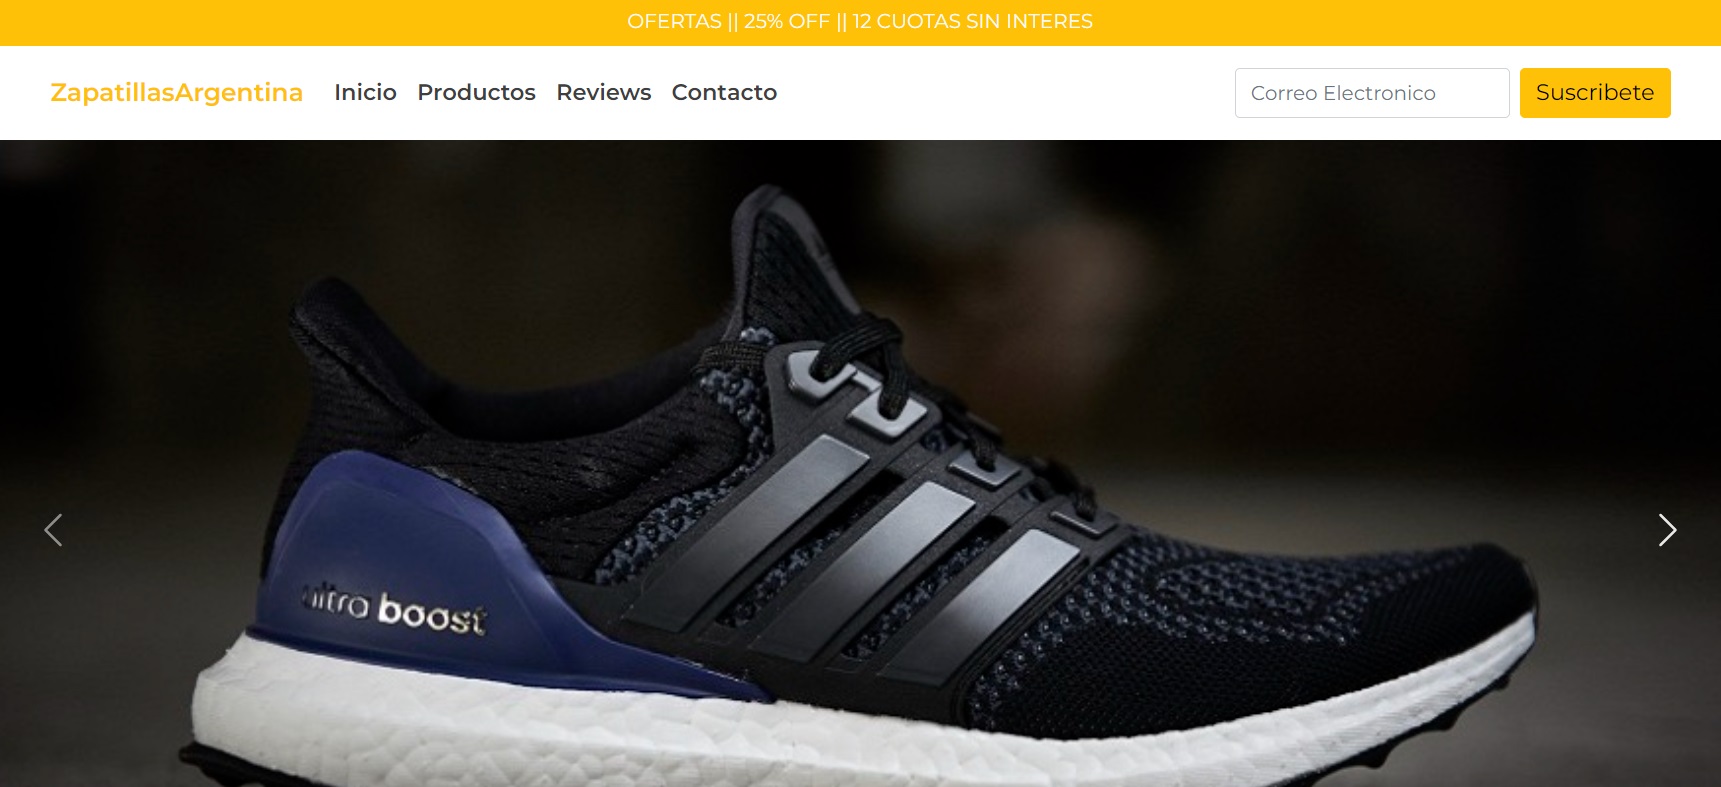 OFERTAS || 25% OFF || 12 CUOTAS SIN INTERES
ZapatillasArgentina Inicio Productos Reviews Contacto Correo Electronico Suscribete
ultra boost